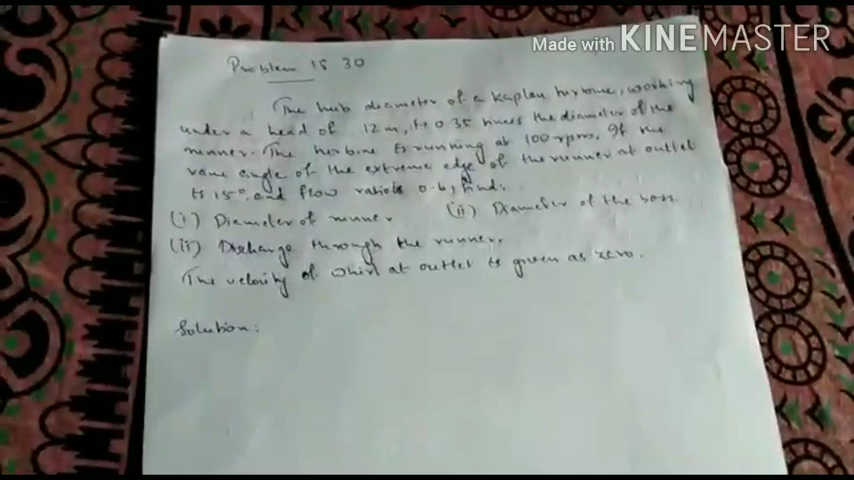 Made with KINEMASTER
Problem 18 30
The hub diameter of a Kaplan turbine, working
under a head of 12 m, is 0.35 times the diameter of the
runner. The turbine is running at 100 rpm. If the
vane angle of the extreme edge of the runner at outlet
is 15°, and flow ratio is 0.6, find:
(i) Diameter of runner (ii) Diameter of the boss
(iii) Discharge through the runner.
The velocity of whirl at outlet is given as zero.
Solution: